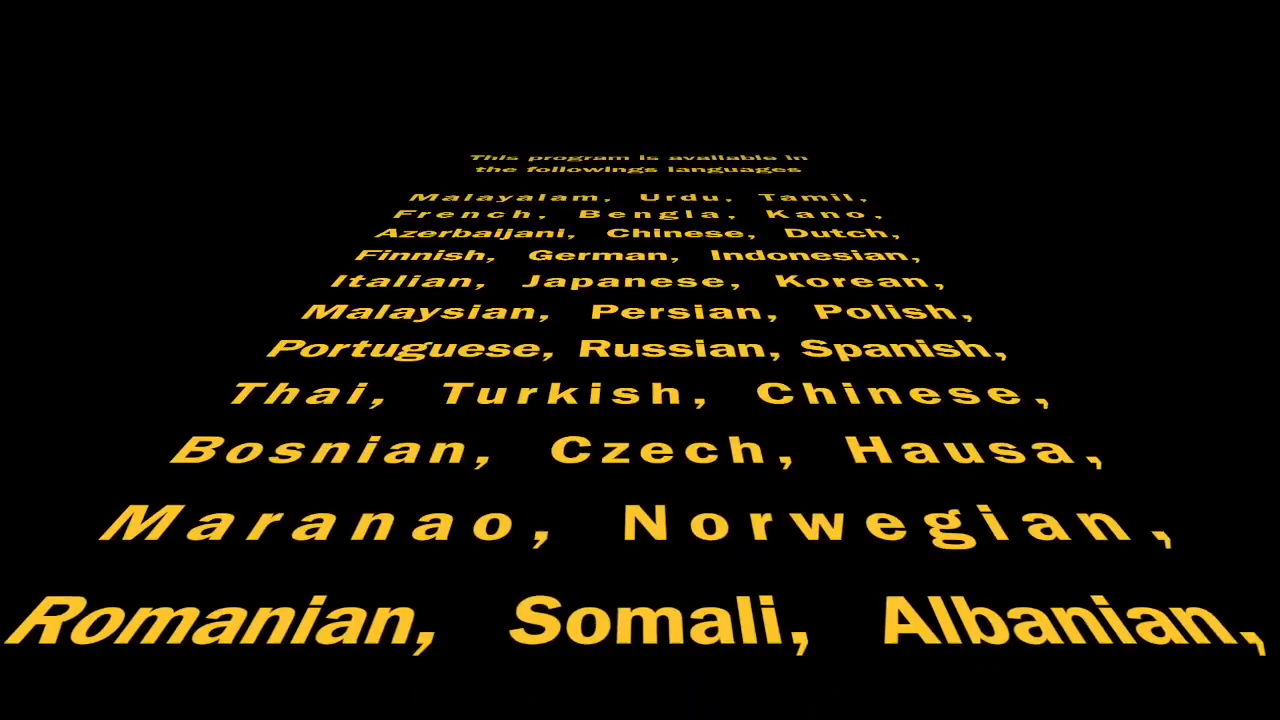 This program is available in
the followings languages
Malayalam, Urdu, Tamil,
French, Bengla, Kano,
Azerbaijani, Chinese, Dutch,
Finnish, German, Indonesian,
Italian, Japanese, Korean,
Malaysian, Persian, Polish,
Portuguese, Russian, Spanish,
Thai, Turkish, Chinese,
Bosnian, Czech, Hausa,
Maranao, Norwegian,
Romanian, Somali, Albanian,